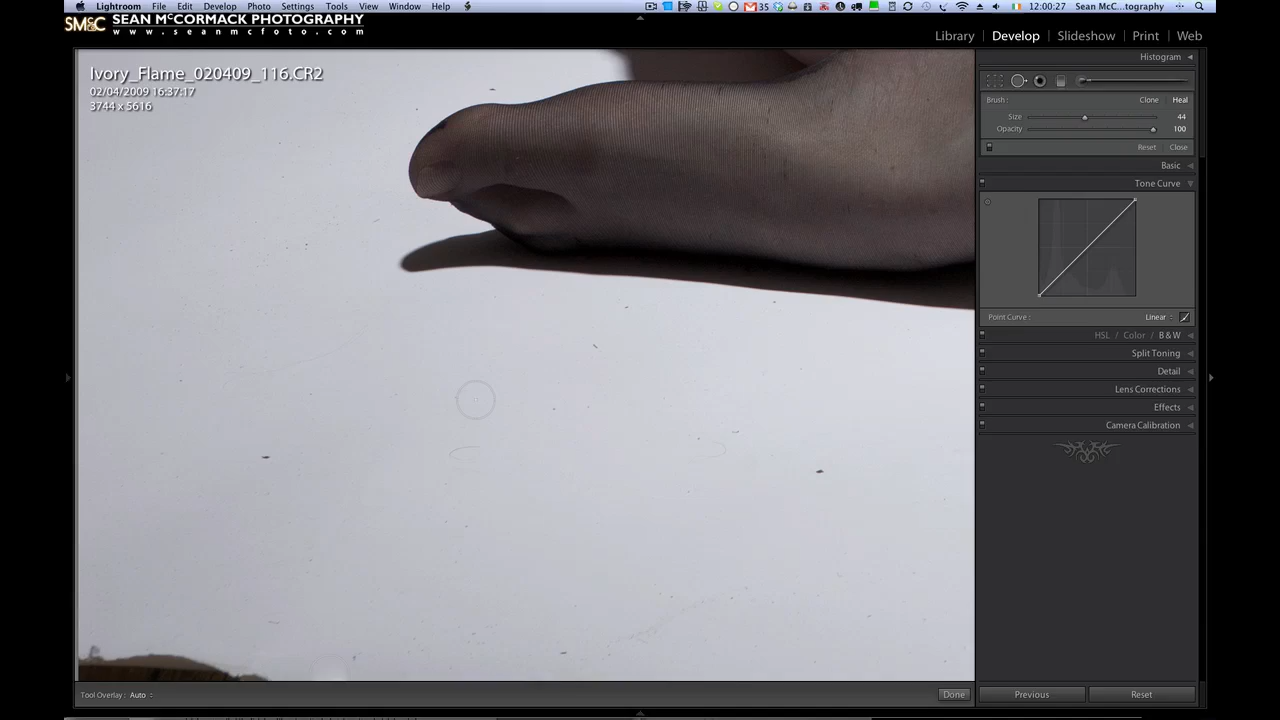 Lightroom File Edit Develop Photo Settings Tools View Window Help 35 12:00:27 Sean McC...tography
SM&C SEAN McCORMACK PHOTOGRAPHY
www.seanmcfoto.com
Library Develop Slideshow Print Web
Ivory_Flame_020409_116.CR2
02/04/2009 16:37:17
3744 x 5616
Histogram
Brush : Clone Heal
Size 44
Opacity 100
Reset Close
Basic
Tone Curve
Point Curve : Linear
HSL / Color / B & W
Split Toning
Detail
Lens Corrections
Effects
Camera Calibration
Tool Overlay : Auto
Done
Previous Reset